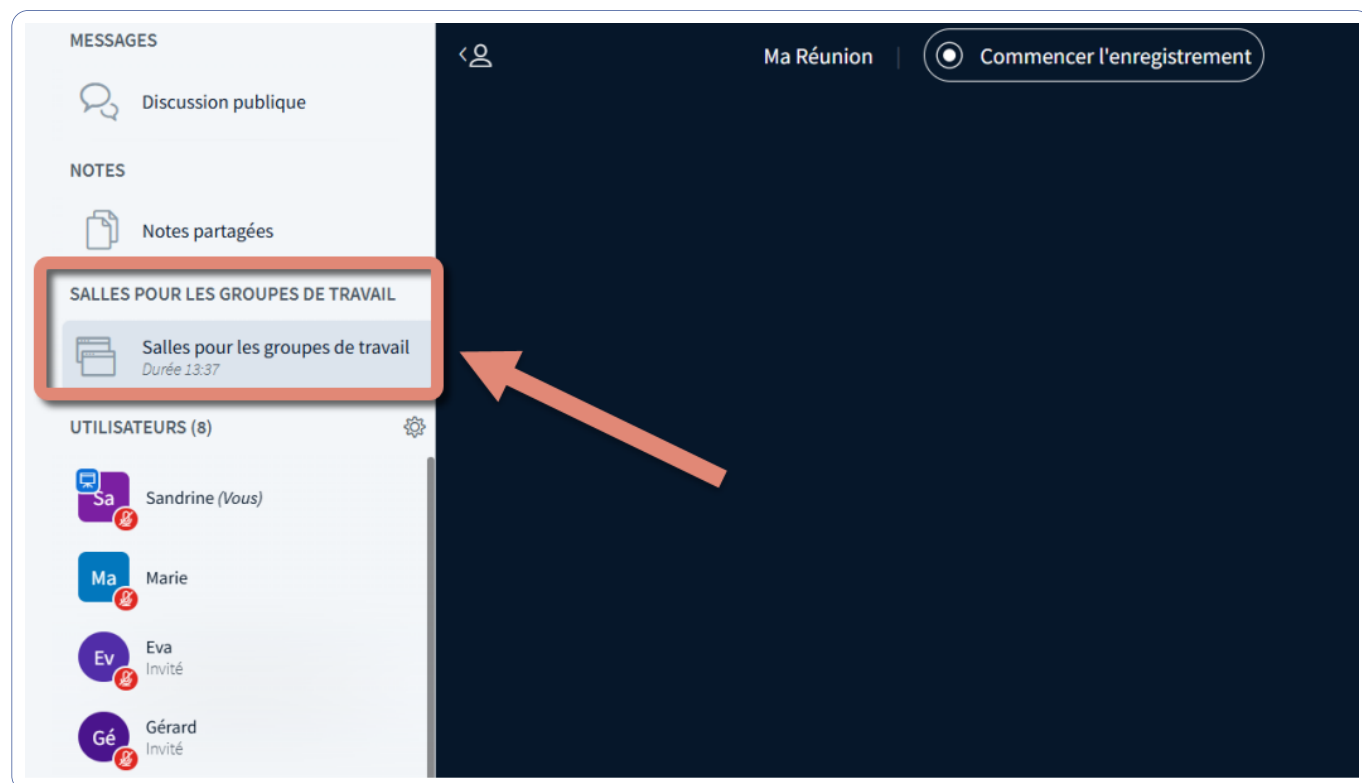 MESSAGES
Discussion publique
NOTES
Notes partagées
SALLES POUR LES GROUPES DE TRAVAIL
Salles pour les groupes de travail
Durée 13:37
UTILISATEURS (8)
Sa
Sandrine (Vous)
Ma
Marie
Ev
Eva
Invité
Gé
Gérard
Invité
Ma Réunion
Commencer l'enregistrement